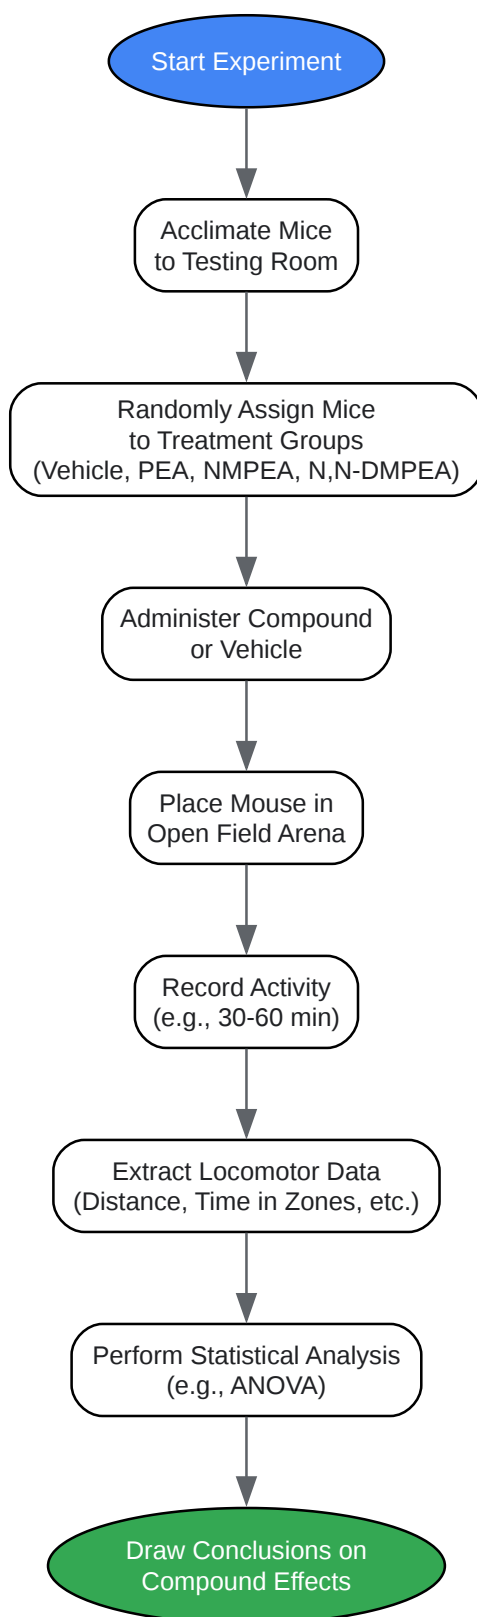 Start Experiment
Acclimate Mice
to Testing Room
Randomly Assign Mice
to Treatment Groups
(Vehicle, PEA, NMPEA, N,N-DMPEA)
Administer Compound
or Vehicle
Place Mouse in
Open Field Arena
Record Activity
(e.g., 30-60 min)
Extract Locomotor Data
(Distance, Time in Zones, etc.)
Perform Statistical Analysis
(e.g., ANOVA)
Draw Conclusions on
Compound Effects